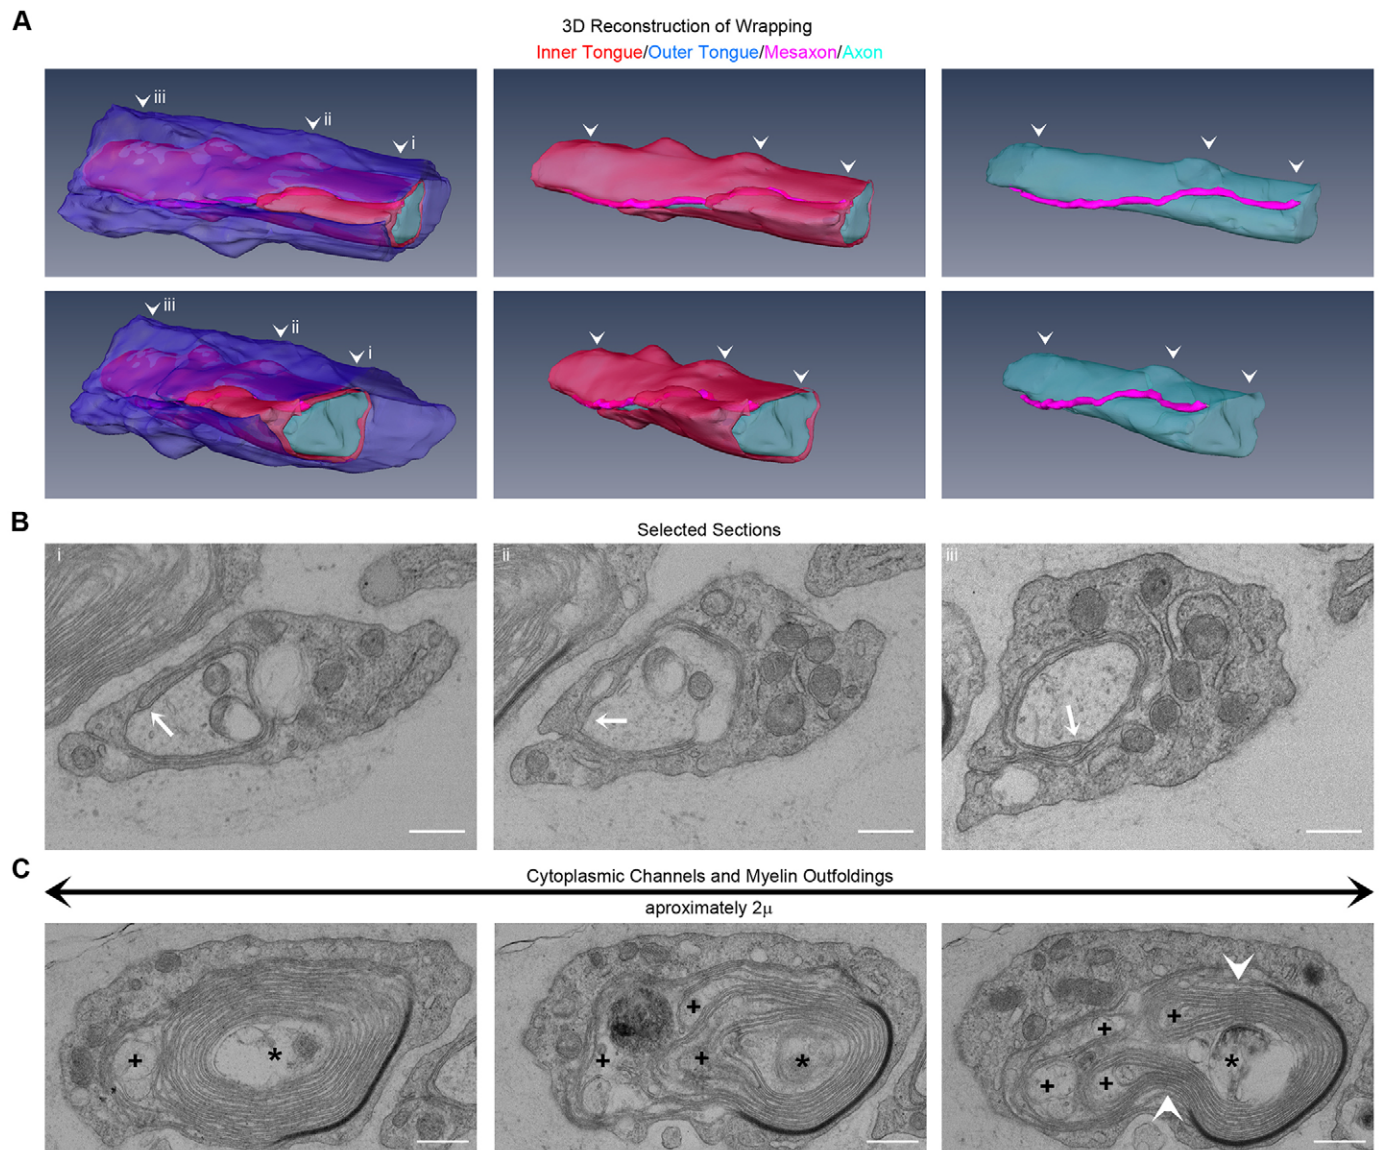 A
3D Reconstruction of Wrapping
Inner Tongue/Outer Tongue/Mesaxon/Axon
iii
ii
i
iii
ii
i
B
Selected Sections
i
ii
iii
C
Cytoplasmic Channels and Myelin Outfoldings
aproximately 2μ
+
*
+
+
+
*
+
+
+
+
*